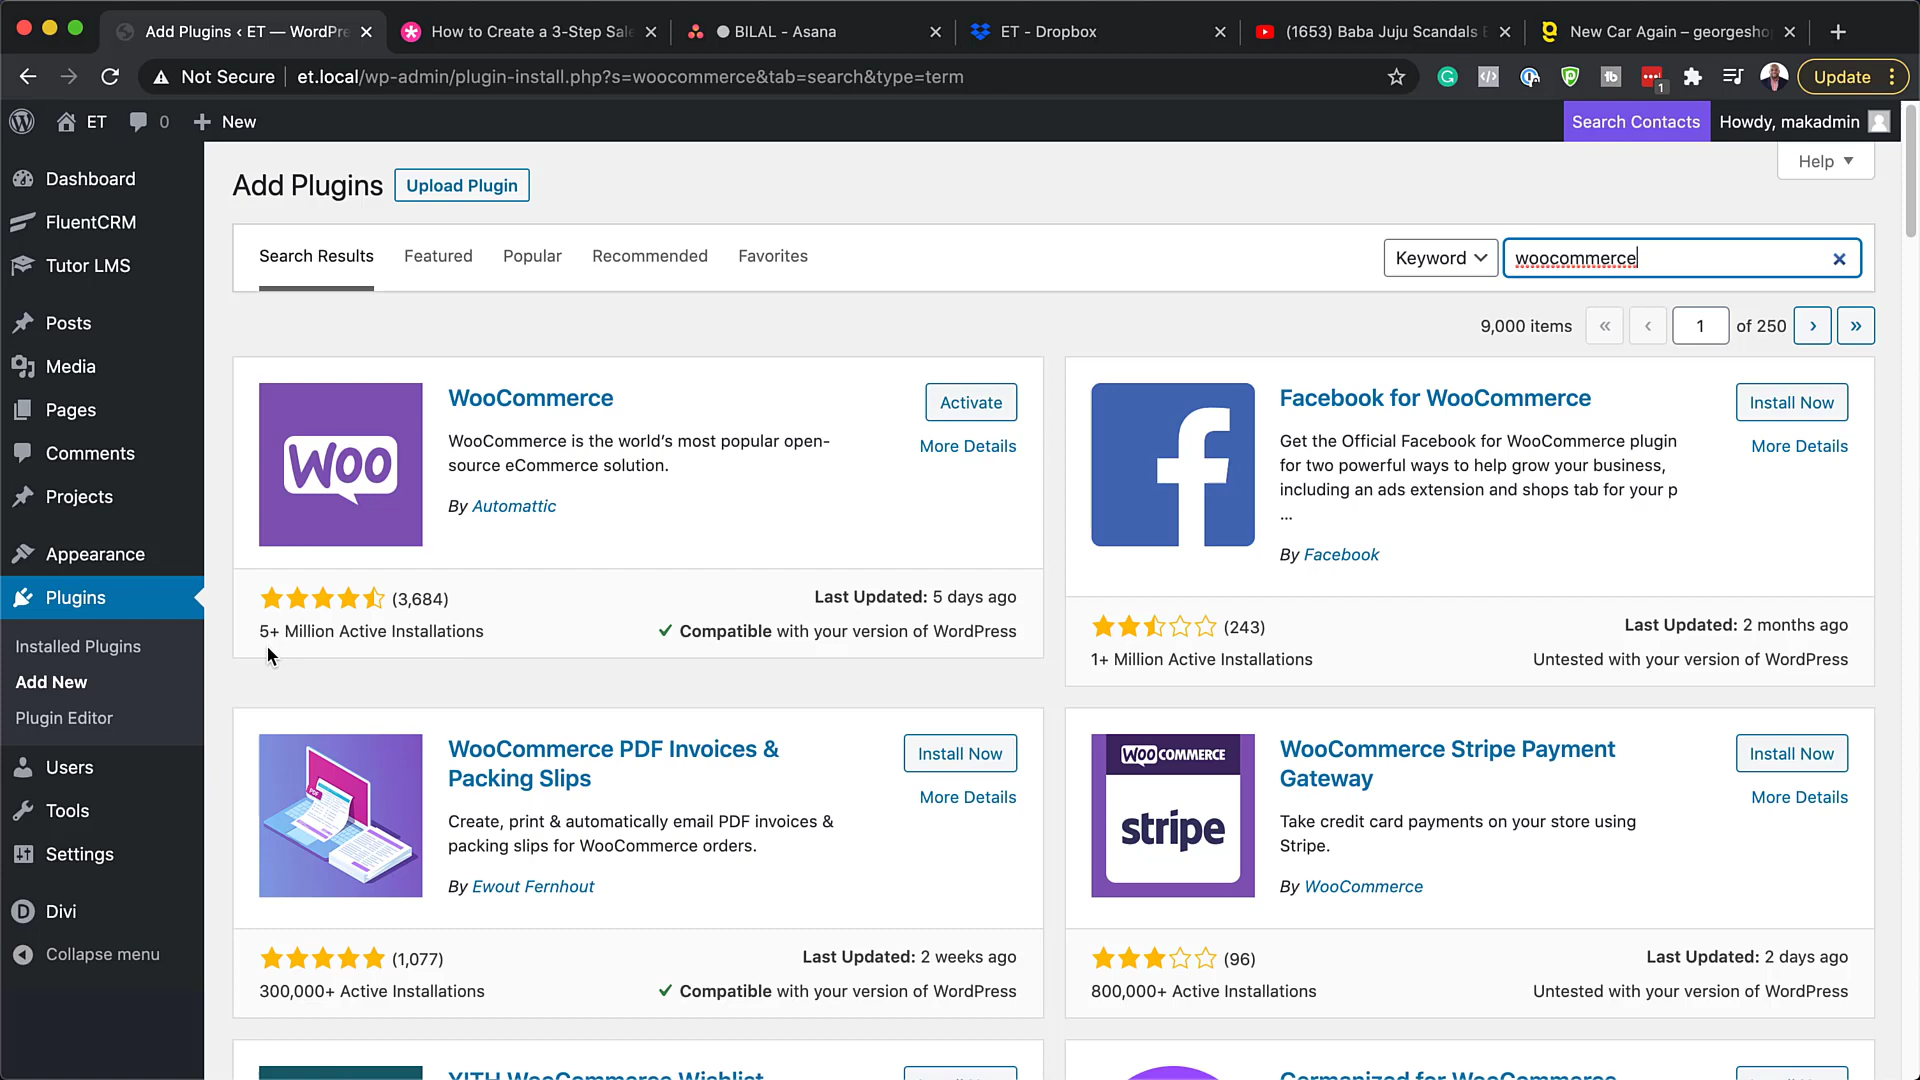 Add Plugins ‹ ET — WordPre
How to Create a 3-Step Sale
BILAL - Asana
ET - Dropbox
(1653) Baba Juju Scandals E
New Car Again – georgesho
Not Secure
et.local/wp-admin/plugin-install.php?s=woocommerce&tab=search&type=term
1
Update
ET
0
New
Search Contacts
Howdy, makadmin
Dashboard
FluentCRM
Tutor LMS
Posts
Media
Pages
Comments
Projects
Appearance
Plugins
Installed Plugins
Add New
Plugin Editor
Users
Tools
Settings
Divi
Collapse menu
Help
Add Plugins
Upload Plugin
Search Results
Featured
Popular
Recommended
Favorites
Keyword
woocommerce
9,000 items
«
‹
1
of 250
›
»
WOO
WooCommerce
Activate
More Details
WooCommerce is the world’s most popular open-
source eCommerce solution.
By Automattic
(3,684)
Last Updated: 5 days ago
5+ Million Active Installations
Compatible with your version of WordPress
Facebook for WooCommerce
Install Now
More Details
Get the Official Facebook for WooCommerce plugin
for two powerful ways to help grow your business,
including an ads extension and shops tab for your p
...
By Facebook
(243)
Last Updated: 2 months ago
1+ Million Active Installations
Untested with your version of WordPress
PDF
WooCommerce PDF Invoices &
Packing Slips
Install Now
More Details
Create, print & automatically email PDF invoices &
packing slips for WooCommerce orders.
By Ewout Fernhout
(1,077)
Last Updated: 2 weeks ago
300,000+ Active Installations
Compatible with your version of WordPress
WOO COMMERCE
stripe
WooCommerce Stripe Payment
Gateway
Install Now
More Details
Take credit card payments on your store using
Stripe.
By WooCommerce
(96)
Last Updated: 2 days ago
800,000+ Active Installations
Untested with your version of WordPress
YITH WooCommerce Wishlist
Germanized for WooCommerce